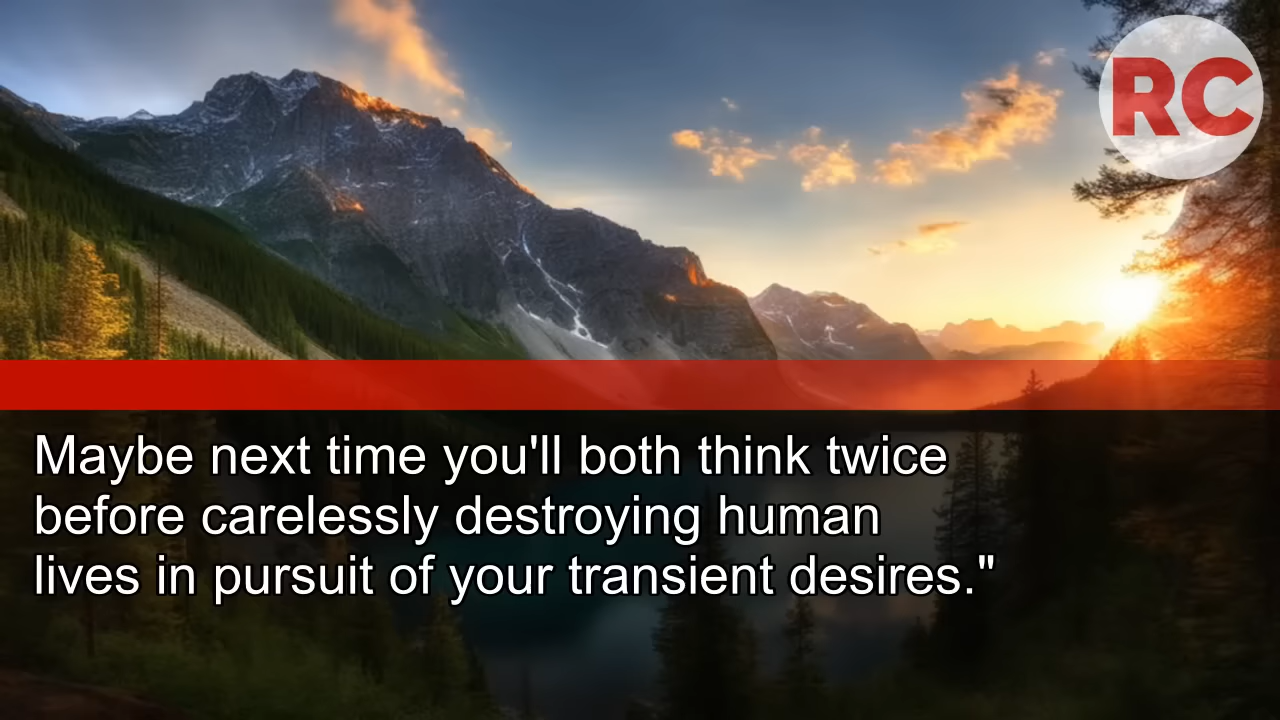 RC
Maybe next time you'll both think twice
before carelessly destroying human
lives in pursuit of your transient desires."